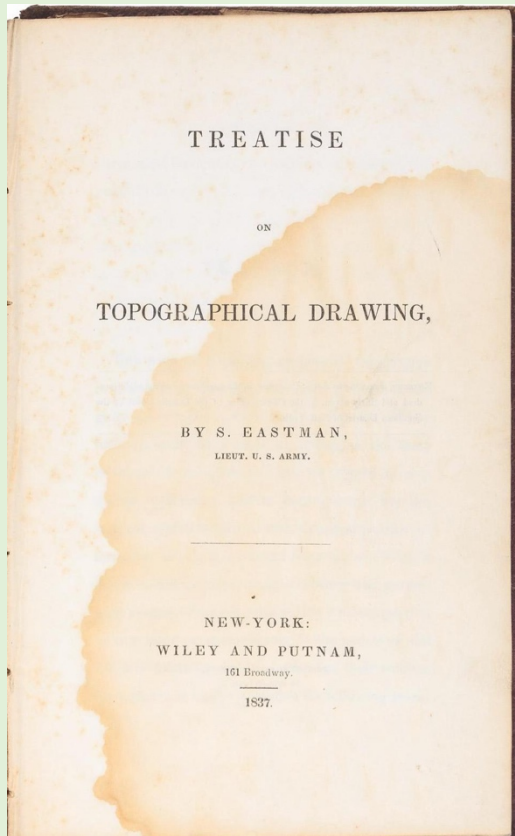 TREATISE
ON
TOPOGRAPHICAL DRAWING,
BY S. EASTMAN,
LIEUT. U. S. ARMY.
NEW-YORK:
WILEY AND PUTNAM,
161 Broadway.
1837.